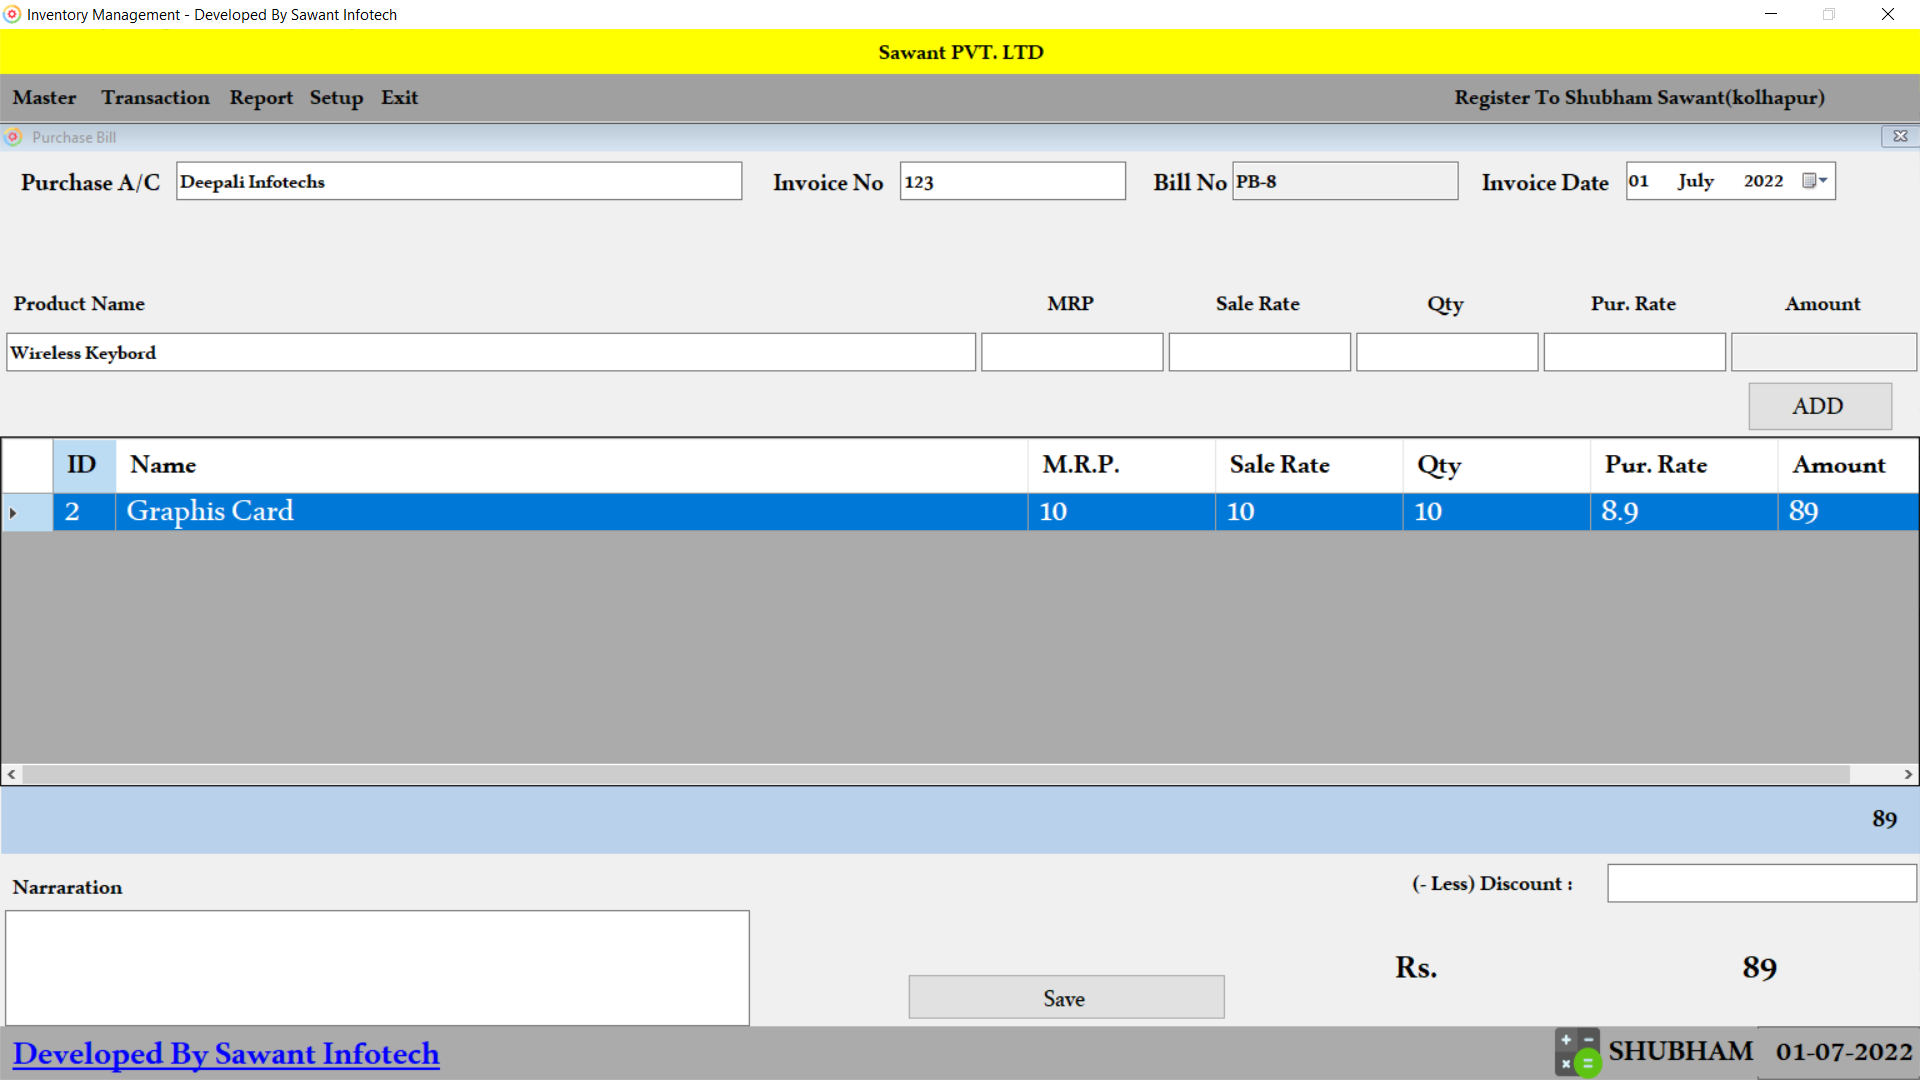 Inventory Management - Developed By Sawant Infotech
Sawant PVT. LTD
Master Transaction Report Setup Exit Register To Shubham Sawant(kolhapur)
Purchase Bill
Purchase A/C Deepali Infotechs Invoice No 123 Bill No PB-8 Invoice Date 01 July 2022
Product Name MRP Sale Rate Qty Pur. Rate Amount
Wireless Keybord
ADD
ID Name M.R.P. Sale Rate Qty Pur. Rate Amount
2 Graphis Card 10 10 10 8.9 89
89
Narraration (- Less) Discount :
Rs. 89
Save
Developed By Sawant Infotech SHUBHAM 01-07-2022